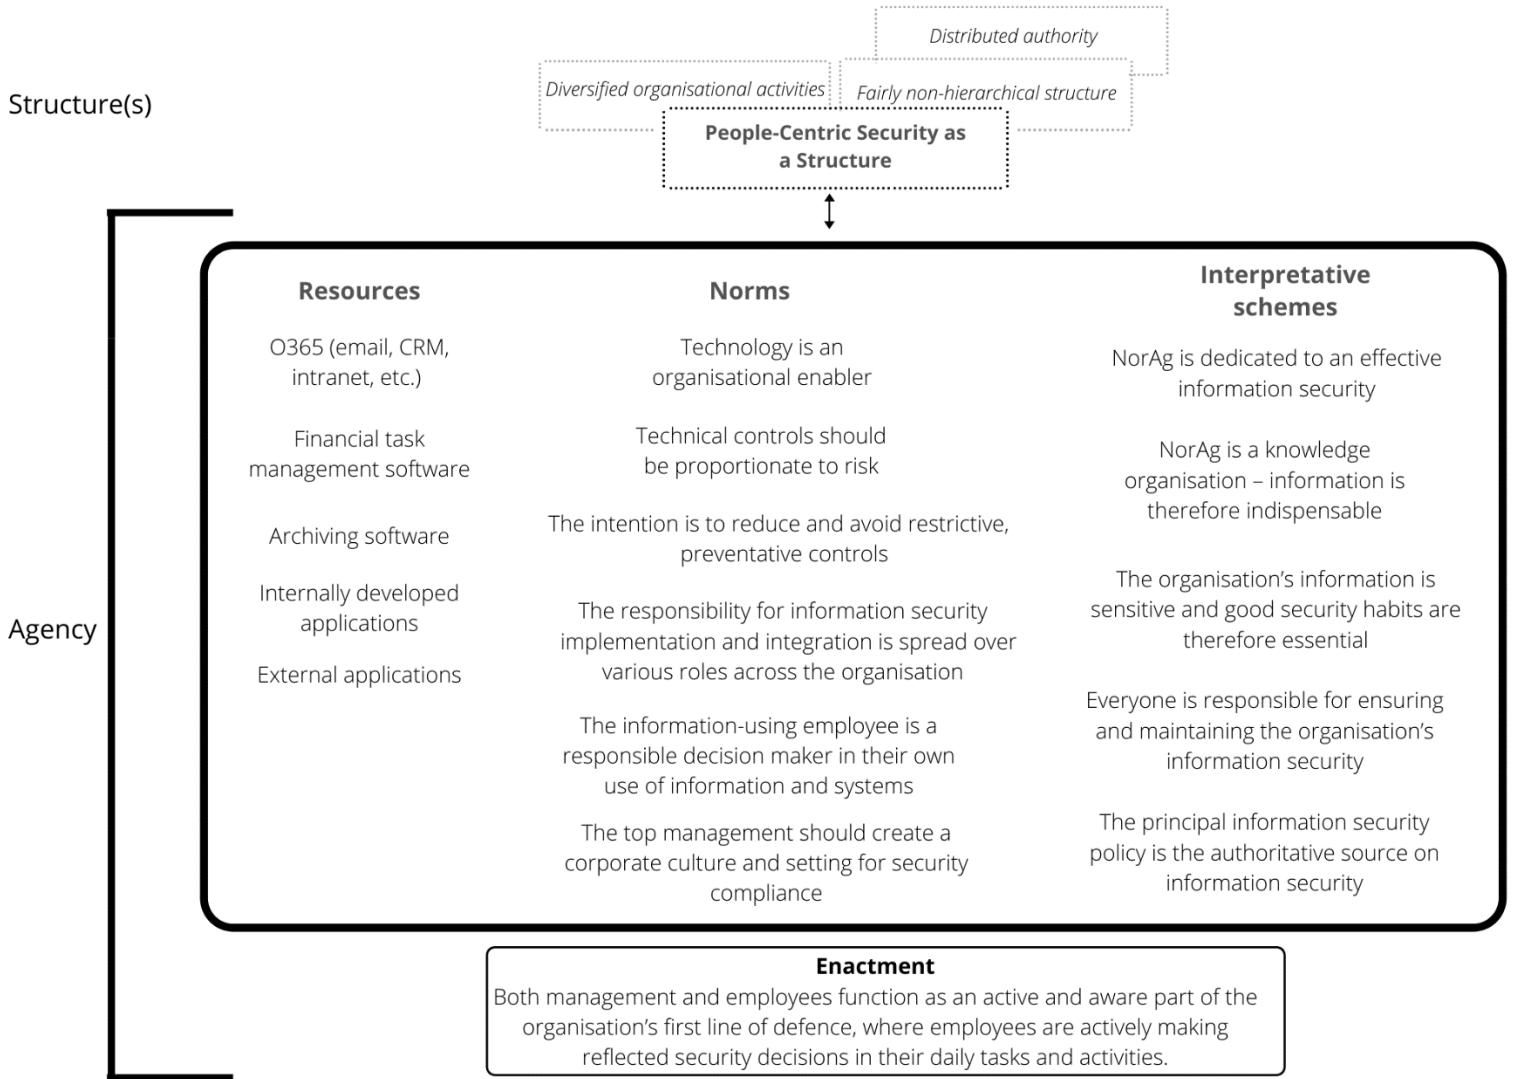 Distributed authority
Diversified organisational activities
Fairly non-hierarchical structure
Structure(s)
People-Centric Security as
a Structure
Agency
Resources
O365 (email, CRM,
intranet, etc.)
Financial task
management software
Archiving software
Internally developed
applications
External applications
Norms
Technology is an
organisational enabler
Technical controls should
be proportionate to risk
The intention is to reduce and avoid restrictive,
preventative controls
The responsibility for information security
implementation and integration is spread over
various roles across the organisation
The information-using employee is a
responsible decision maker in their own
use of information and systems
The top management should create a
corporate culture and setting for security
compliance
Interpretative
schemes
NorAg is dedicated to an effective
information security
NorAg is a knowledge
organisation – information is
therefore indispensable
The organisation’s information is
sensitive and good security habits are
therefore essential
Everyone is responsible for ensuring
and maintaining the organisation’s
information security
The principal information security
policy is the authoritative source on
information security
Enactment
Both management and employees function as an active and aware part of the
organisation’s first line of defence, where employees are actively making
reflected security decisions in their daily tasks and activities.